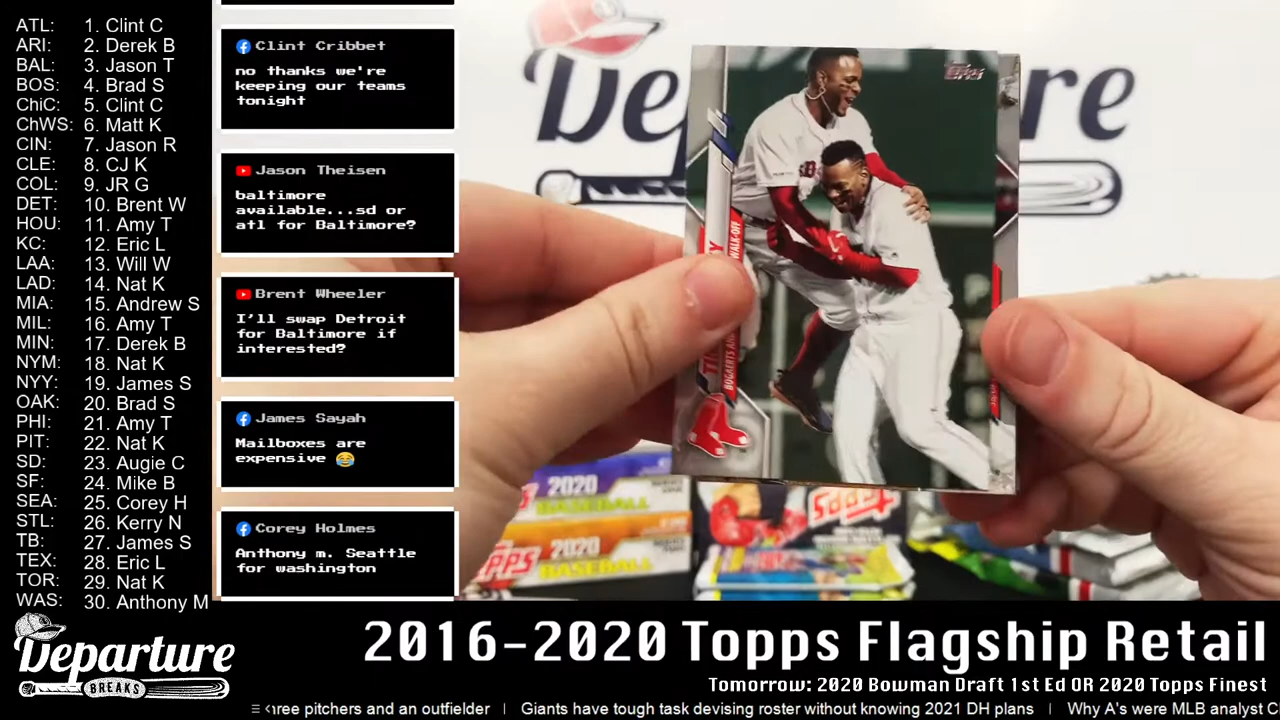 ATL: 1. Clint C
ARI: 2. Derek B
BAL: 3. Jason T
BOS: 4. Brad S
ChiC: 5. Clint C
ChWS: 6. Matt K
CIN: 7. Jason R
CLE: 8. CJ K
COL: 9. JR G
DET: 10. Brent W
HOU: 11. Amy T
KC: 12. Eric L
LAA: 13. Will W
LAD: 14. Nat K
MIA: 15. Andrew S
MIL: 16. Amy T
MIN: 17. Derek B
NYM: 18. Nat K
NYY: 19. James S
OAK: 20. Brad S
PHI: 21. Amy T
PIT: 22. Nat K
SD: 23. Augie C
SF: 24. Mike B
SEA: 25. Corey H
STL: 26. Kerry N
TB: 27. James S
TEX: 28. Eric L
TOR: 29. Nat K
WAS: 30. Anthony M
Clint Cribbet
no thanks we're
keeping our teams
tonight
Jason Theisen
baltimore
available...sd or
atl for Baltimore?
Brent Wheeler
I'll swap Detroit
for Baltimore if
interested?
James Sayah
Mailboxes are
expensive 😂
Corey Holmes
Anthony m. Seattle
for washington
Topps
WALK-OFF
BOGAERTS
2020
BASEBALL
2020
TOPPS BASEBALL
Topps
Departure
BREAKS
2016-2020 Topps Flagship Retail
Tomorrow: 2020 Bowman Draft 1st Ed OR 2020 Topps Finest
three pitchers and an outfielder | Giants have tough task devising roster without knowing 2021 DH plans | Why A's were MLB analyst C